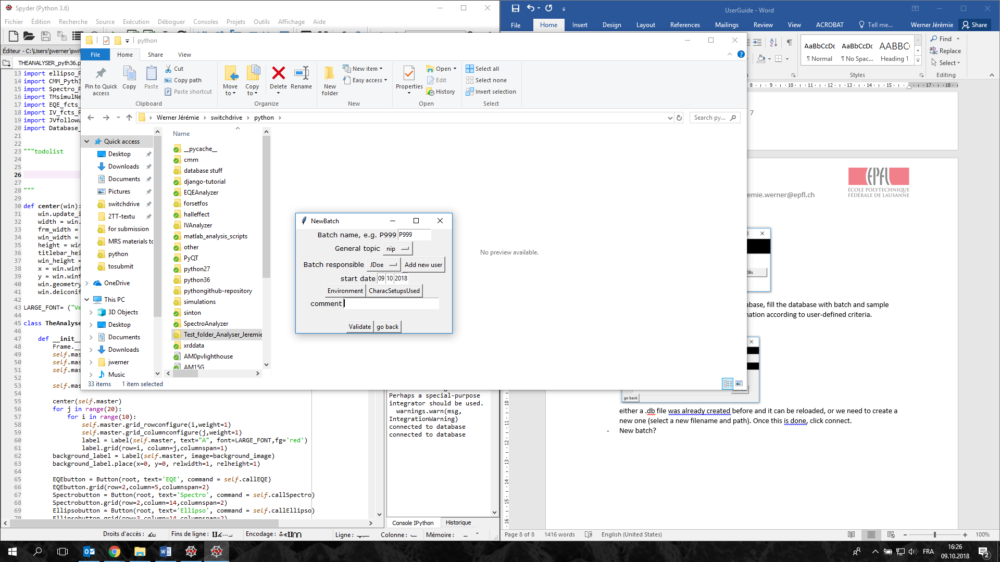 Spyder (Python 3.6)
Fichier Édition Recherche Source Exécution Déboguer Consoles Projets Outils Affichage Aide
Éditeur - C:\Users\jwerner\swit
THEANALYSER_pyth36.p
13 import ellipso_P
14 import CMM_Pyth3
15 import Spectro_P
16 import TMsimulNe
17 import EQE_fcts_
18 import IV_fcts_P
19 import JVfollowu
20 import Database_
21
22
23 """todolist
24
25
26
27
28 """
29
30 def center(win):
31 win.update_i
32 width = win.
33 frm_width =
34 win_width =
35 height = win
36 titlebar_hei
37 win_height =
38 x = win.winf
39 y = win.winf
40 win.geometry
41 win.deiconif
42
43 LARGE_FONT= ("Ve
44
45 class TheAnalyse
46
47 def __init__
48 Frame.__
49 self.mas
50 self.mas
51 self.mas
52
53 self.mas
54
55 center(self.master)
56 for j in range(20):
57 for i in range(10):
58 self.master.grid_rowconfigure(i,weight=1)
59 self.master.grid_columnconfigure(j,weight=1)
60 label = Label(self.master, text="A", font=LARGE_FONT,fg='red')
61 label.grid(row=i, column=j,columnspan=1)
62 background_label = Label(self.master, image=background_image)
63 background_label.place(x=0, y=0, relwidth=1, relheight=1)
64
65 EQEbutton = Button(root, text='EQE', command = self.callEQE)
66 EQEbutton.grid(row=2,column=5,columnspan=2)
67 Spectrobutton = Button(root, text='Spectro', command = self.callSpectro)
68 Spectrobutton.grid(row=2,column=14,columnspan=2)
69 Ellipsobutton = Button(root, text='Ellipso', command = self.callEllipso)
70 Ellipsobutton.grid(row=3,column=14,columnspan=2)
Perhaps a special-purpose
integrator should be used.
warnings.warn(msg,
IntegrationWarning)
connected to database
connected to database
Console IPython Historique
Droits d'accès : Fins de ligne : Encodage : Ligne : Colonne : Mémoire :
python
File Home Share View
Pin to Quick access
Copy
Paste
Cut
Copy path
Paste shortcut
Clipboard
Move to
Copy to
Delete
Rename
Organize
New folder
New item
Easy access
New
Properties
Open
Edit
History
Open
Select all
Select none
Invert selection
Select
Werner Jérémie > switchdrive > python >
Search py...
Quick access
Desktop
Downloads
Documents
Pictures
switchdrive
2TT-textu
for submission
MRS materials to
python
tosubmit
OneDrive
This PC
3D Objects
Desktop
Documents
Downloads
jwerner
Music
Name
__pycache__
cmm
database stuff
django-tutorial
EQEAnalyzer
forsetfos
halleffect
IVAnalyzer
matlab_analysis_scripts
other
PyQT
python27
python36
pythongithub-repository
simulations
sinton
SpectroAnalyzer
Test_folder_Analyser_Jeremie
xrddata
AM0pvlighthouse
AM15G
No preview available.
33 items 1 item selected
NewBatch
Batch name, e.g. P999 P999
General topic nip
Batch responsible JDoe Add new user
start date 09 10 2018
Environment CharacSetupsUsed
comment
Validate go back
UserGuide - Word
Werner Jérémie Share
File Home Insert Design Layout References Mailings Review View ACROBAT Tell me...
AaBbCcDc AaBbCcDc AABBC
¶ Normal ¶ No Spac... Heading 1
Styles
Find
Replace
Select
Editing
8 9 10 11 12 13 14 15 17 18
7
EPFL
ÉCOLE POLYTECHNIQUE
FÉDÉRALE DE LAUSANNE
emie.werner@epfl.ch
DBs
abase, fill the database with batch and sample
nation according to user-defined criteria.
connect
go back
either a .db file was already created before and it can be reloaded, or we need to create a
new one (select a new filename and path). Once this is done, click connect.
- New batch?
10
11
12
13
14
15
16
Page 8 of 8 1416 words English (United States)
100%
FRA
16:26
09.10.2018
2